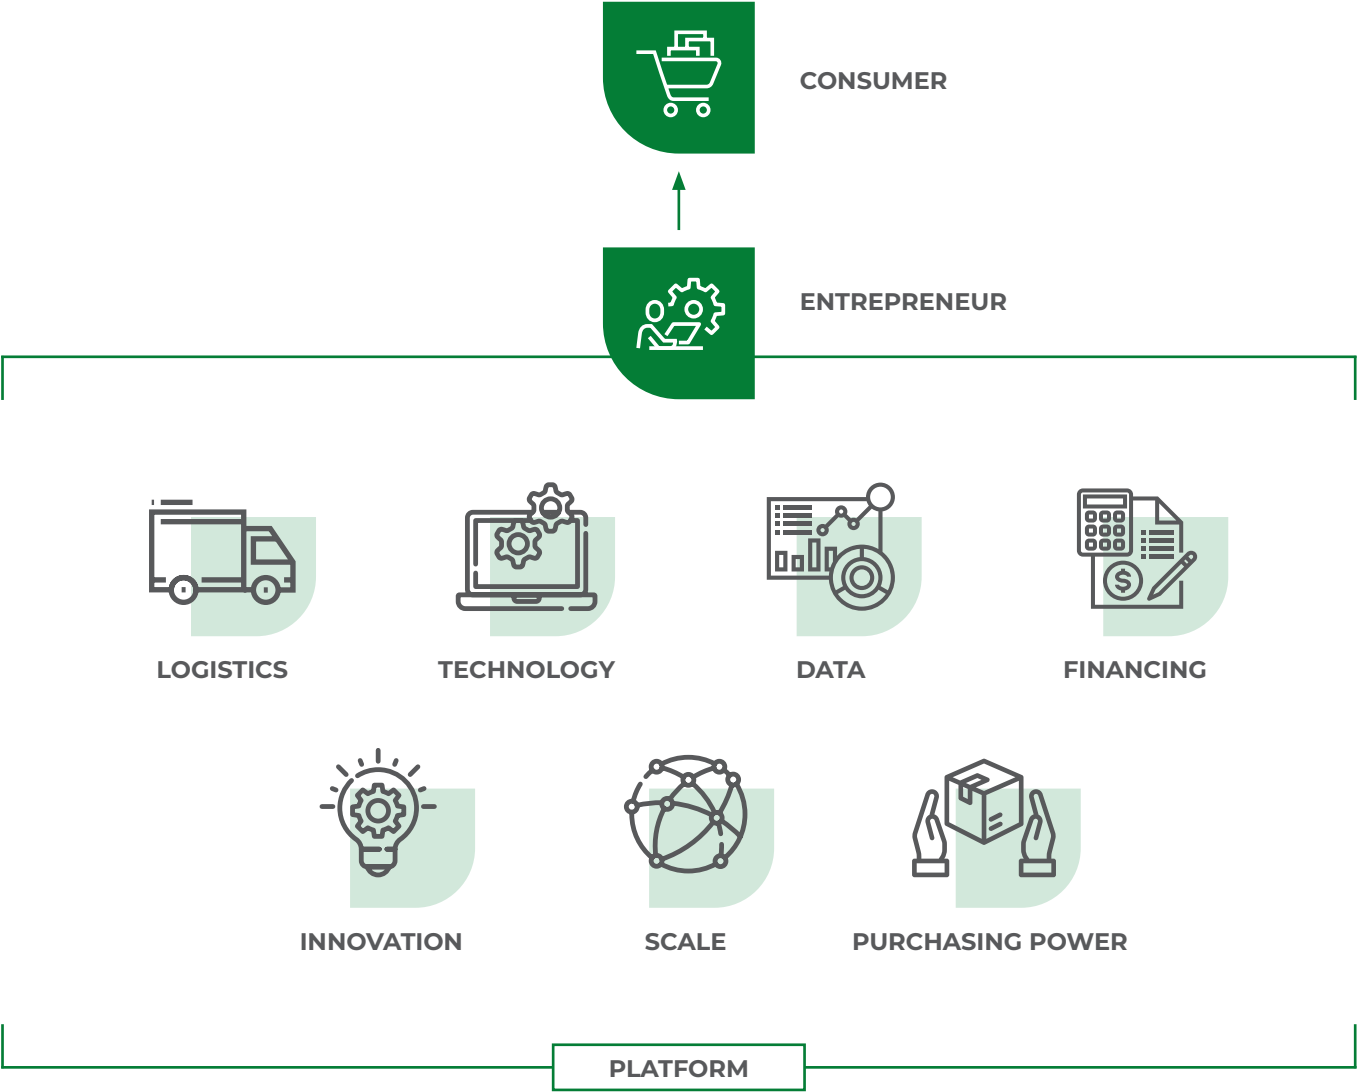 CONSUMER
ENTREPRENEUR
LOGISTICS
TECHNOLOGY
DATA
FINANCING
INNOVATION
SCALE
PURCHASING POWER
PLATFORM